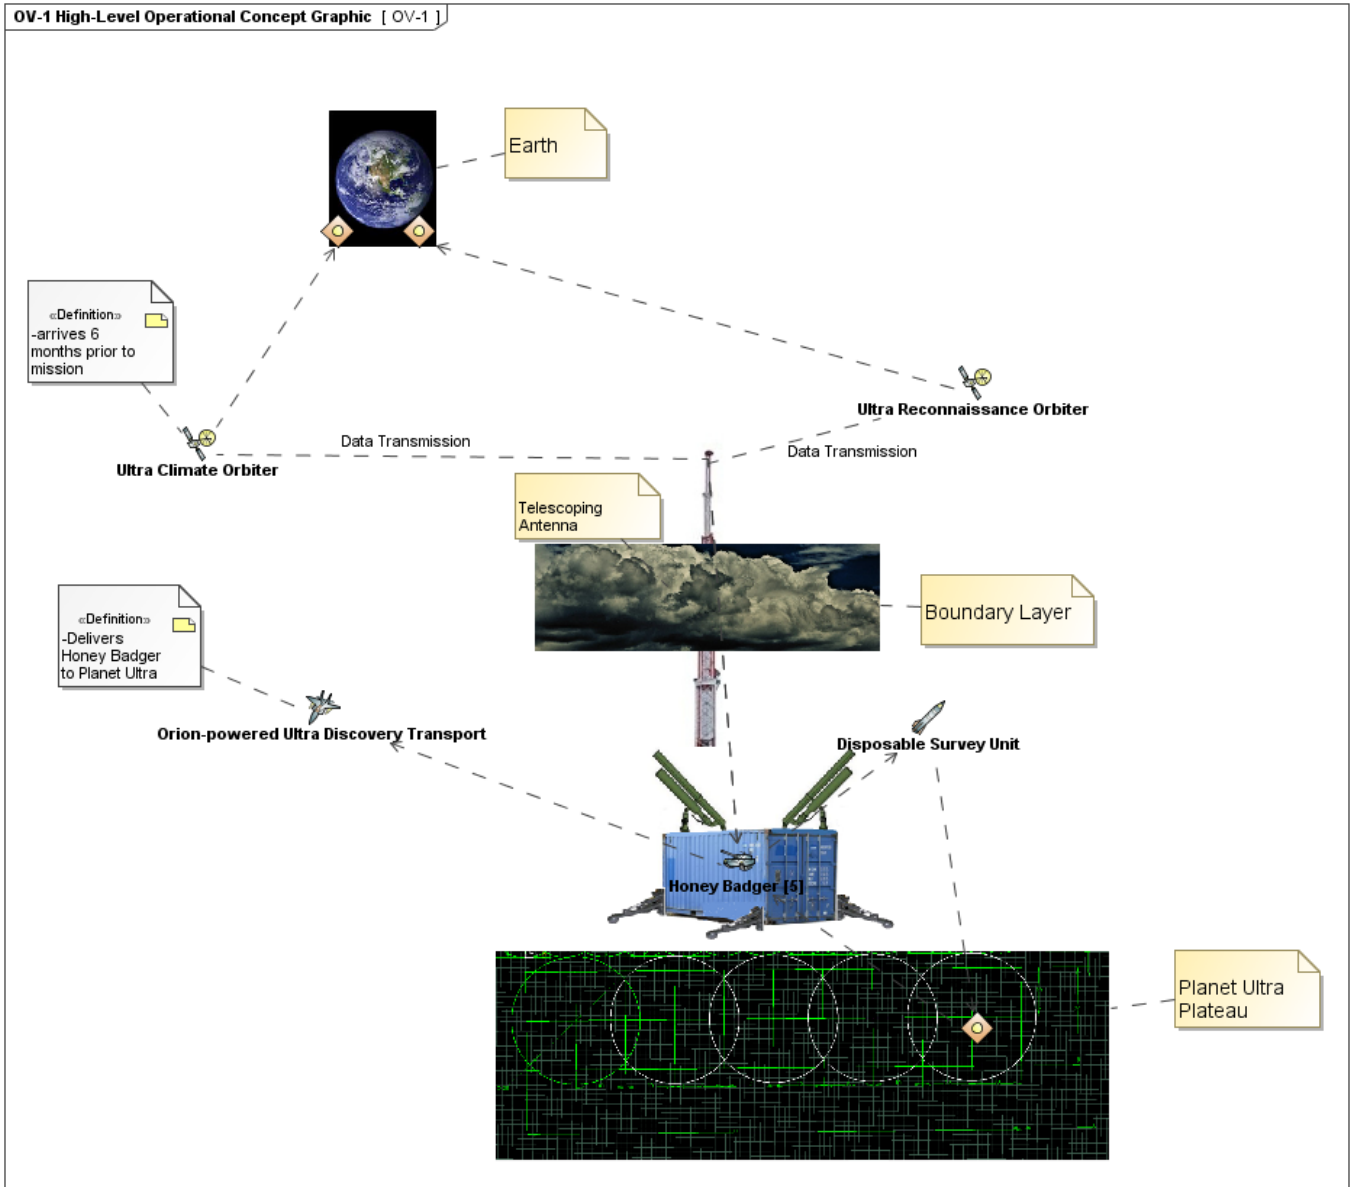 OV-1 High-Level Operational Concept Graphic [ OV-1 ]
Earth
«Definition»
-arrives 6
months prior to
mission
Ultra Reconnaissance Orbiter
Data Transmission
Data Transmission
Ultra Climate Orbiter
Telescoping
Antenna
Boundary Layer
«Definition»
-Delivers
Honey Badger
to Planet Ultra
Orion-powered Ultra Discovery Transport
Disposable Survey Unit
Honey Badger [5]
Planet Ultra
Plateau